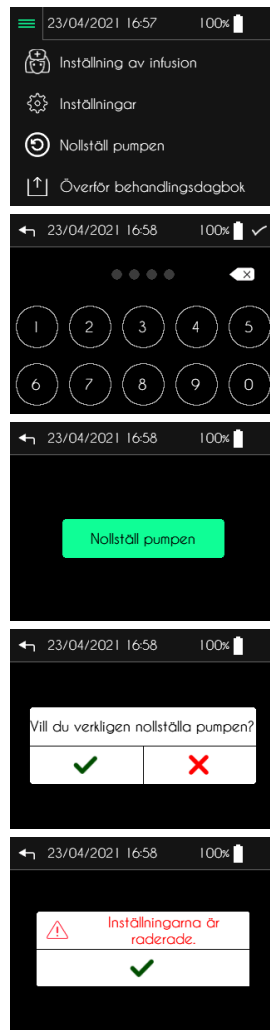 23/04/2021 16:57 100%
Inställning av infusion
Inställningar
Nollställ pumpen
Överför behandlingsdagbok
23/04/2021 16:58 100%
1 2 3 4 5
6 7 8 9 0
23/04/2021 16:58 100%
Nollställ pumpen
23/04/2021 16:58 100%
Vill du verkligen nollställa pumpen?
23/04/2021 16:58 100%
Inställningarna är
raderade.